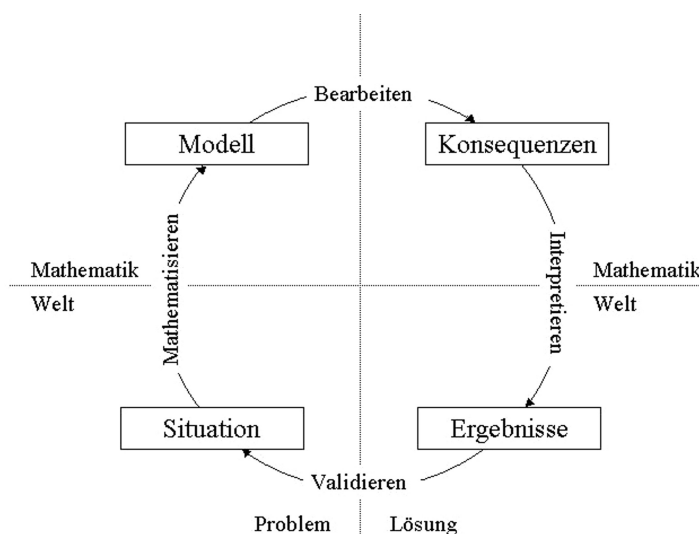 Bearbeiten
Modell
Konsequenzen
Mathematisieren
Interpretieren
Mathematik
Welt
Mathematik
Welt
Situation
Ergebnisse
Validieren
Problem
Lösung